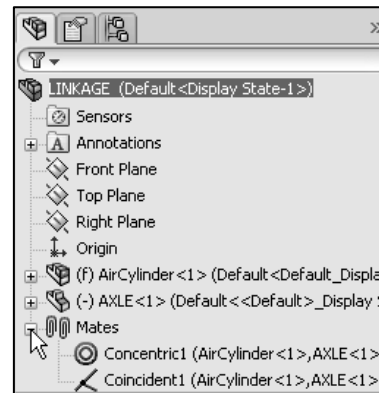 »
LINKAGE (Default<Display State-1>)
Sensors
A Annotations
Front Plane
Top Plane
Right Plane
Origin
(f) AirCylinder<1> (Default<Default_Displa
(-) AXLE<1> (Default<<Default>_Display
Mates
Concentric1 (AirCylinder<1>,AXLE<1>
Coincident1 (AirCylinder<1>,AXLE<1>